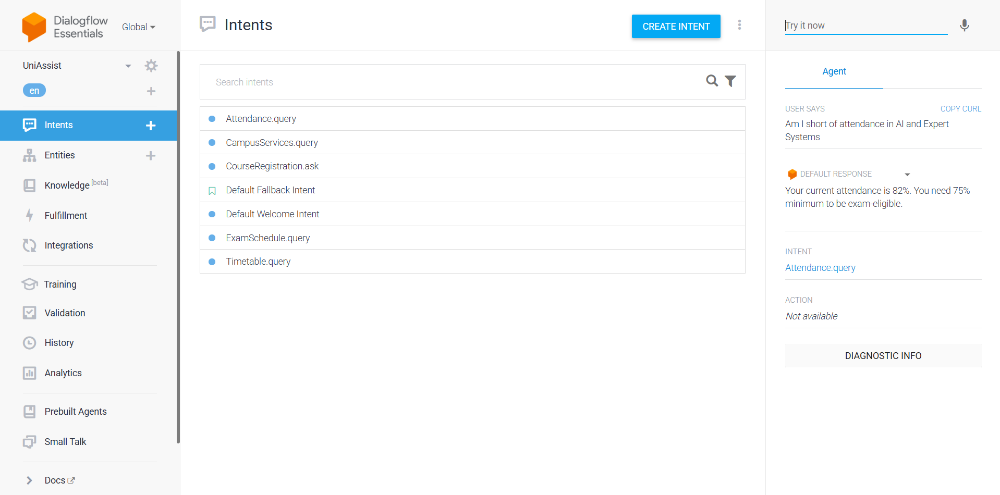 Dialogflow
Essentials
Global
UniAssist
en
Intents
Entities
Knowledge [beta]
Fulfillment
Integrations
Training
Validation
History
Analytics
Prebuilt Agents
Small Talk
Docs
Intents
CREATE INTENT
Search intents
Attendance.query
CampusServices.query
CourseRegistration.ask
Default Fallback Intent
Default Welcome Intent
ExamSchedule.query
Timetable.query
Try it now
Agent
USER SAYS
COPY CURL
Am I short of attendance in AI and Expert
Systems
DEFAULT RESPONSE
Your current attendance is 82%. You need 75%
minimum to be exam-eligible.
INTENT
Attendance.query
ACTION
Not available
DIAGNOSTIC INFO